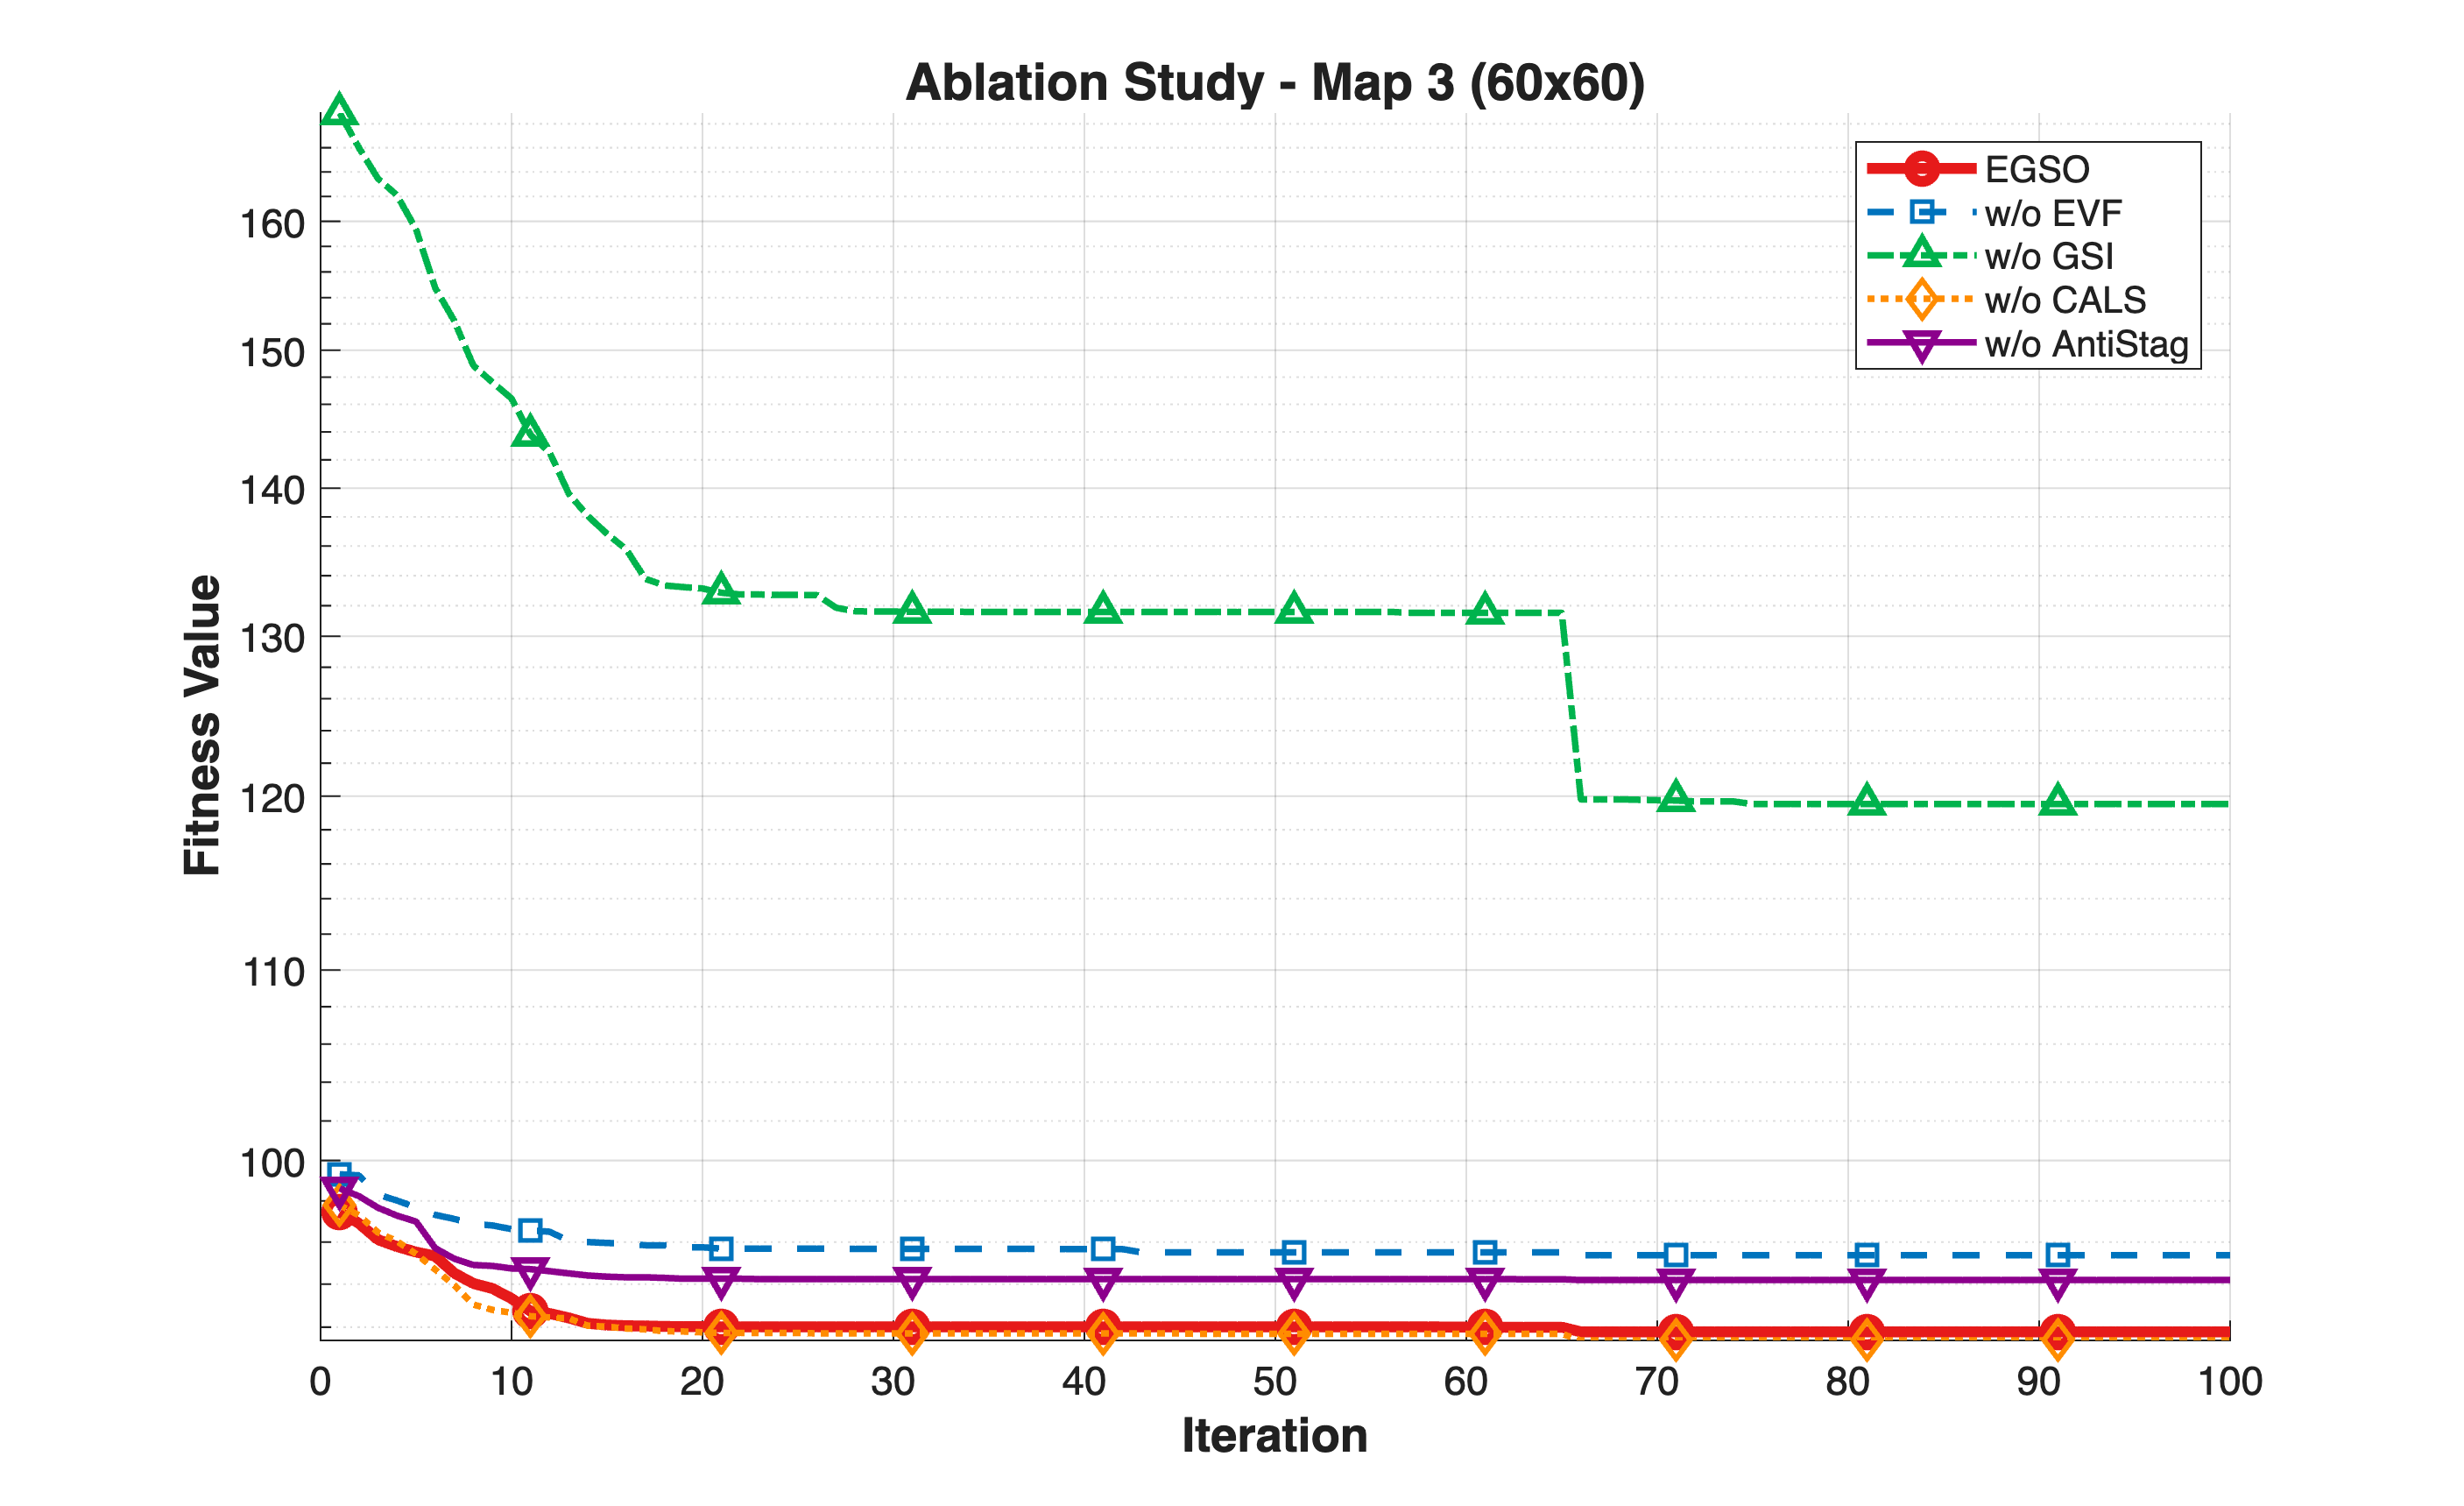 Ablation Study - Map 3 (60x60)
EGSO
w/o EVF
w/o GSI
w/o CALS
w/o AntiStag
160
150
140
130
120
110
100
Fitness Value
0 10 20 30 40 50 60 70 80 90 100
Iteration